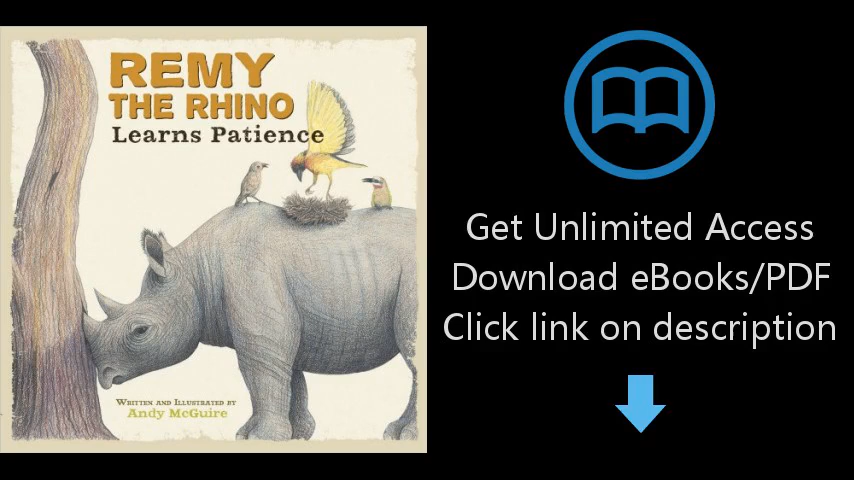 REMY
THE RHINO
Learns Patience
WRITTEN AND ILLUSTRATED BY
Andy McGuire
Get Unlimited Access
Download eBooks/PDF
Click link on description